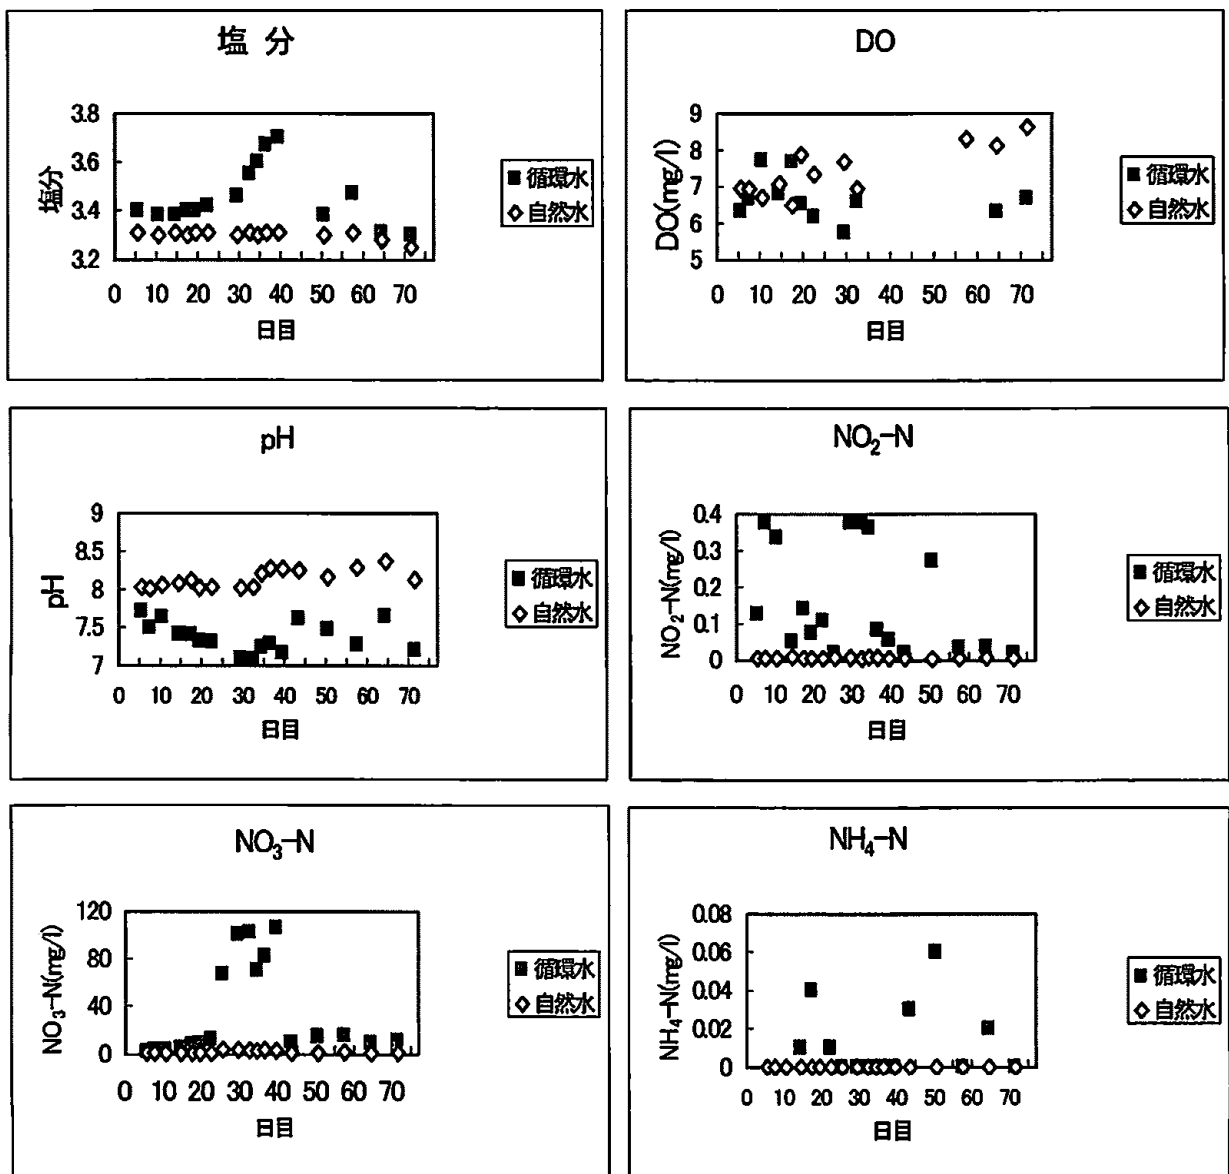 塩 分
塩分
3.8
3.6
3.4
3.2
0 10 20 30 40 50 60 70
日目
■ 循環水
◇ 自然水
DO
DO(mg/l)
9
8
7
6
5
0 10 20 30 40 50 60 70
日目
■ 循環水
◇ 自然水
pH
pH
9
8.5
8
7.5
7
0 10 20 30 40 50 60 70
日目
■ 循環水
◇ 自然水
NO₂-N
NO₂-N(mg/l)
0.4
0.3
0.2
0.1
0
0 10 20 30 40 50 60 70
日目
■ 循環水
◇ 自然水
NO₃-N
NO₃-N(mg/l)
120
80
40
0
0 10 20 30 40 50 60 70
日目
■ 循環水
◇ 自然水
NH₄-N
NH₄-N(mg/l)
0.08
0.06
0.04
0.02
0
0 10 20 30 40 50 60 70
日目
■ 循環水
◇ 自然水